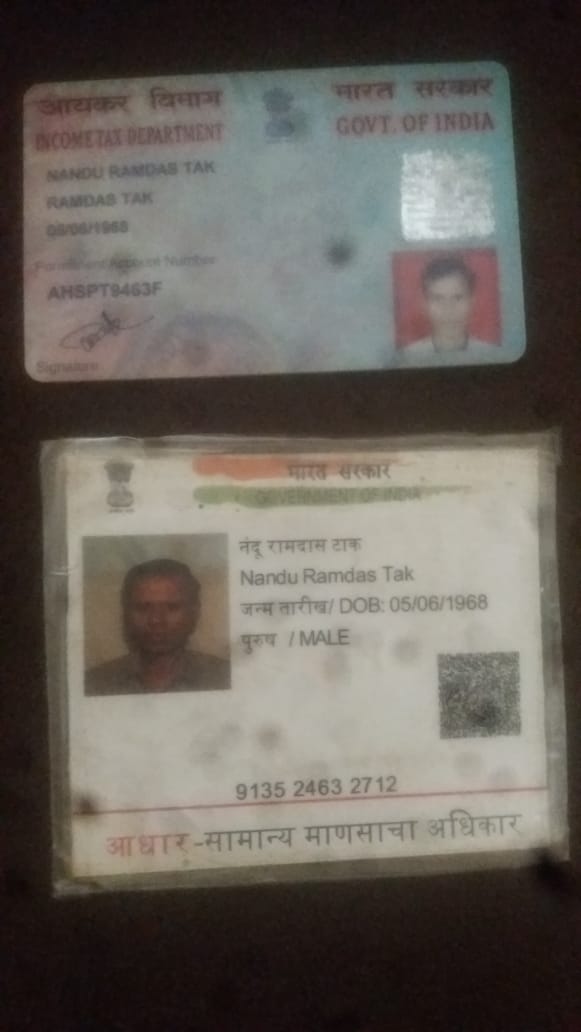 आयकर विभाग
भारत सरकार
INCOME TAX DEPARTMENT
GOVT. OF INDIA
NANDU RAMDAS TAK
RAMDAS TAK
05/06/1968
Permanent Account Number
AHSPT9463F
Signature
भारत सरकार
GOVERNMENT OF INDIA
नंदू रामदास टाक
Nandu Ramdas Tak
जन्म तारीख/ DOB: 05/06/1968
पुरुष / MALE
9135 2463 2712
आधार-सामान्य माणसाचा अधिकार